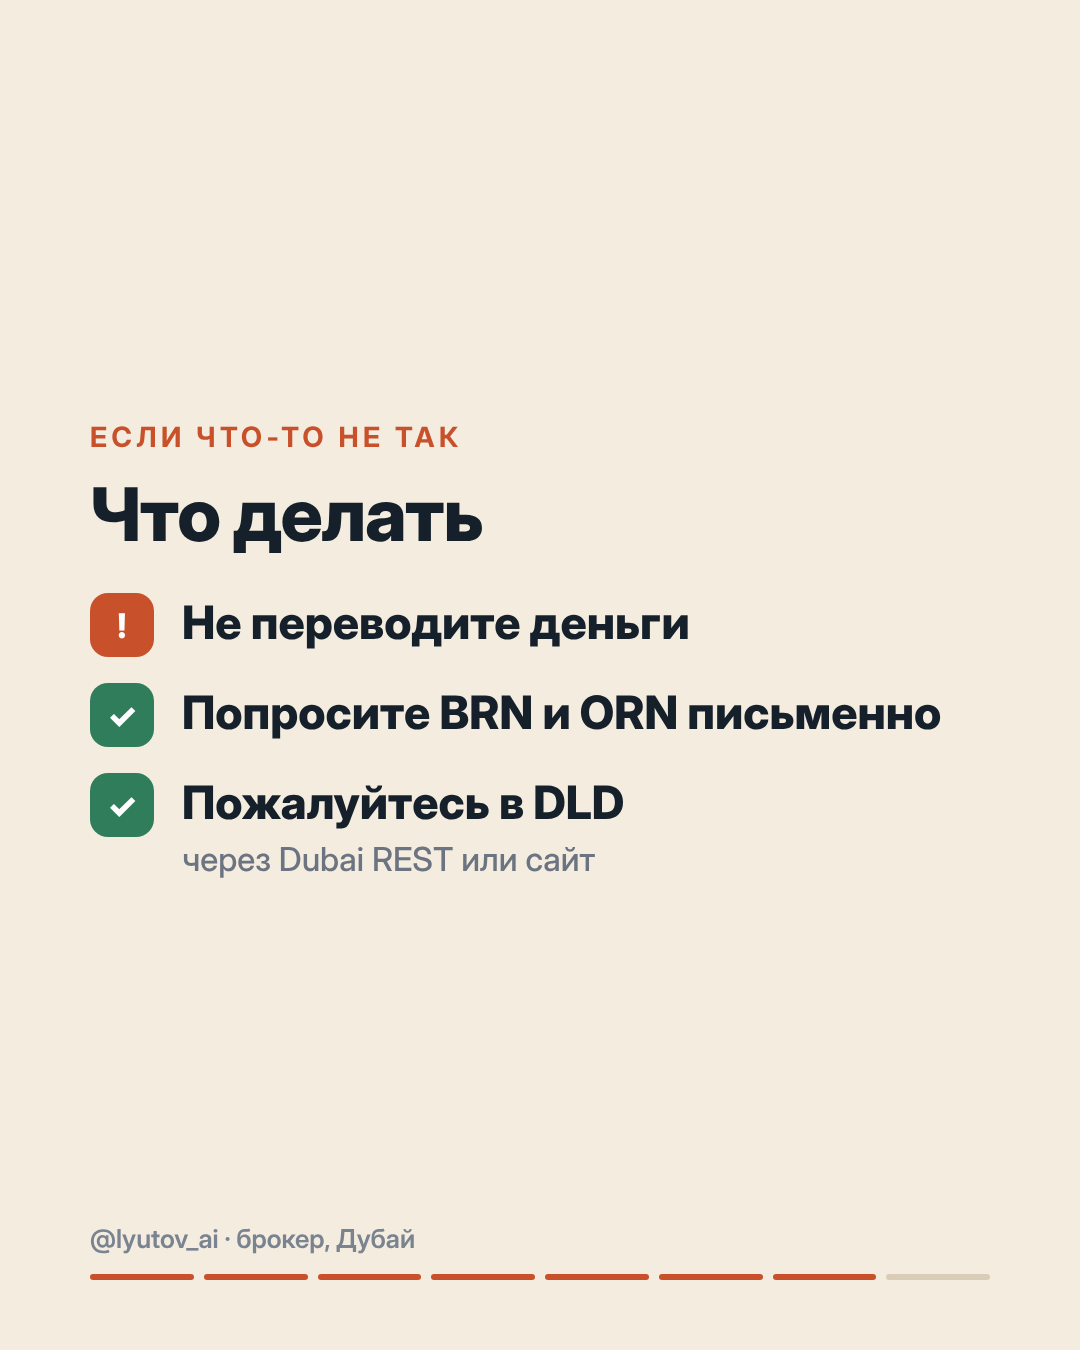 ЕСЛИ ЧТО-ТО НЕ ТАК
Что делать
! Не переводите деньги
✓ Попросите BRN и ORN письменно
✓ Пожалуйтесь в DLD
через Dubai REST или сайт
@lyutov_ai · брокер, Дубай